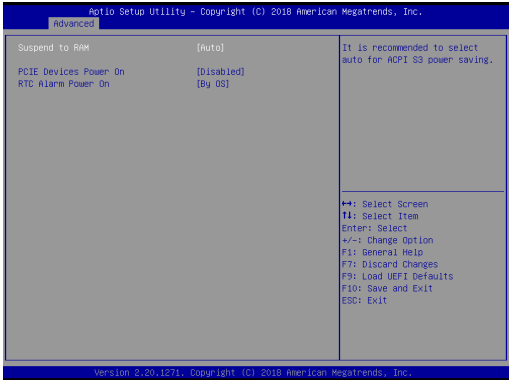 Aptio Setup Utility – Copyright (C) 2018 American Megatrends, Inc.
Advanced
Suspend to RAM [Auto]
PCIE Devices Power On [Disabled]
RTC Alarm Power On [By OS]
It is recommended to select
auto for ACPI S3 power saving.
↔: Select Screen
↑↓: Select Item
Enter: Select
+/-: Change Option
F1: General Help
F7: Discard Changes
F9: Load UEFI Defaults
F10: Save and Exit
ESC: Exit
Version 2.20.1271. Copyright (C) 2018 American Megatrends, Inc.